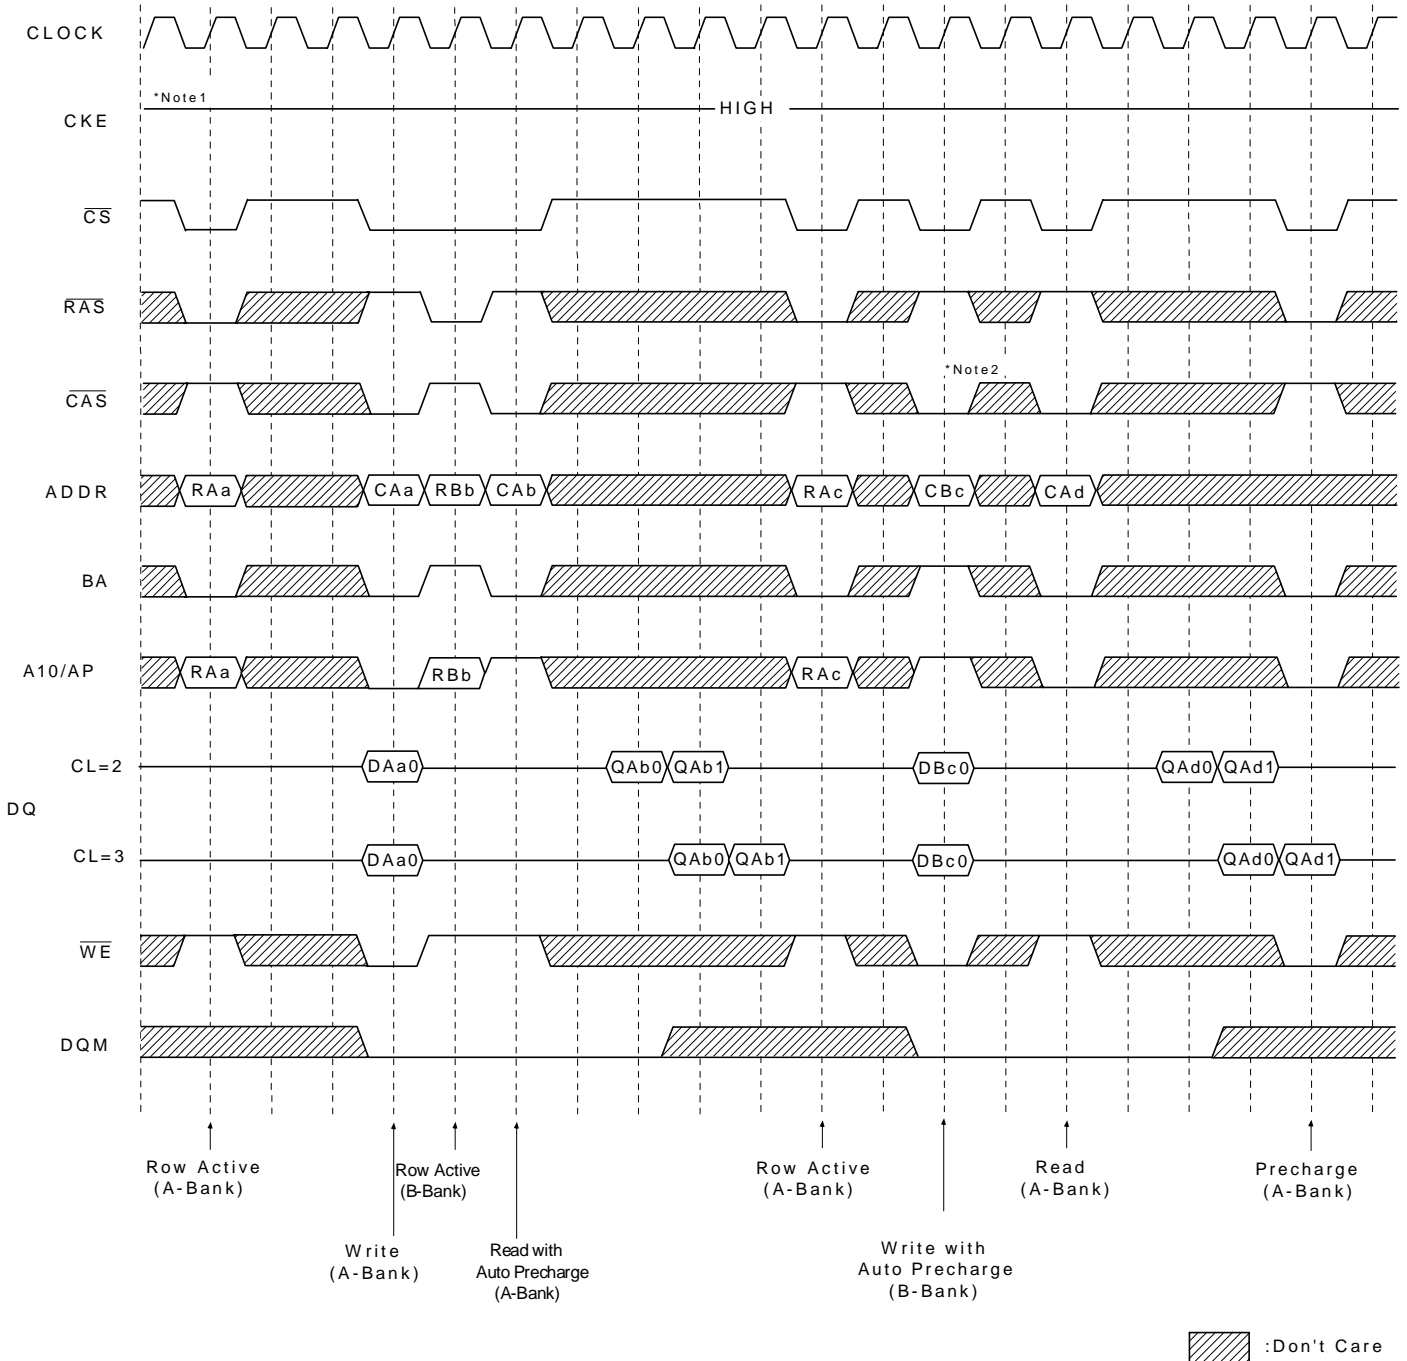 CLOCK
*Note1
CKE
HIGH
CS
RAS
*Note2
CAS
ADDR
RAa
CAa
RBb
CAb
RAc
CBc
CAd
BA
A10/AP
RAa
RBb
RAc
CL=2
DAa0
QAb0
QAb1
DBc0
QAd0
QAd1
DQ
CL=3
DAa0
QAb0
QAb1
DBc0
QAd0
QAd1
WE
DQM
Row Active
(A-Bank)
Row Active
(B-Bank)
Row Active
(A-Bank)
Read
(A-Bank)
Precharge
(A-Bank)
Write
(A-Bank)
Read with
Auto Precharge
(A-Bank)
Write with
Auto Precharge
(B-Bank)
:Don't Care